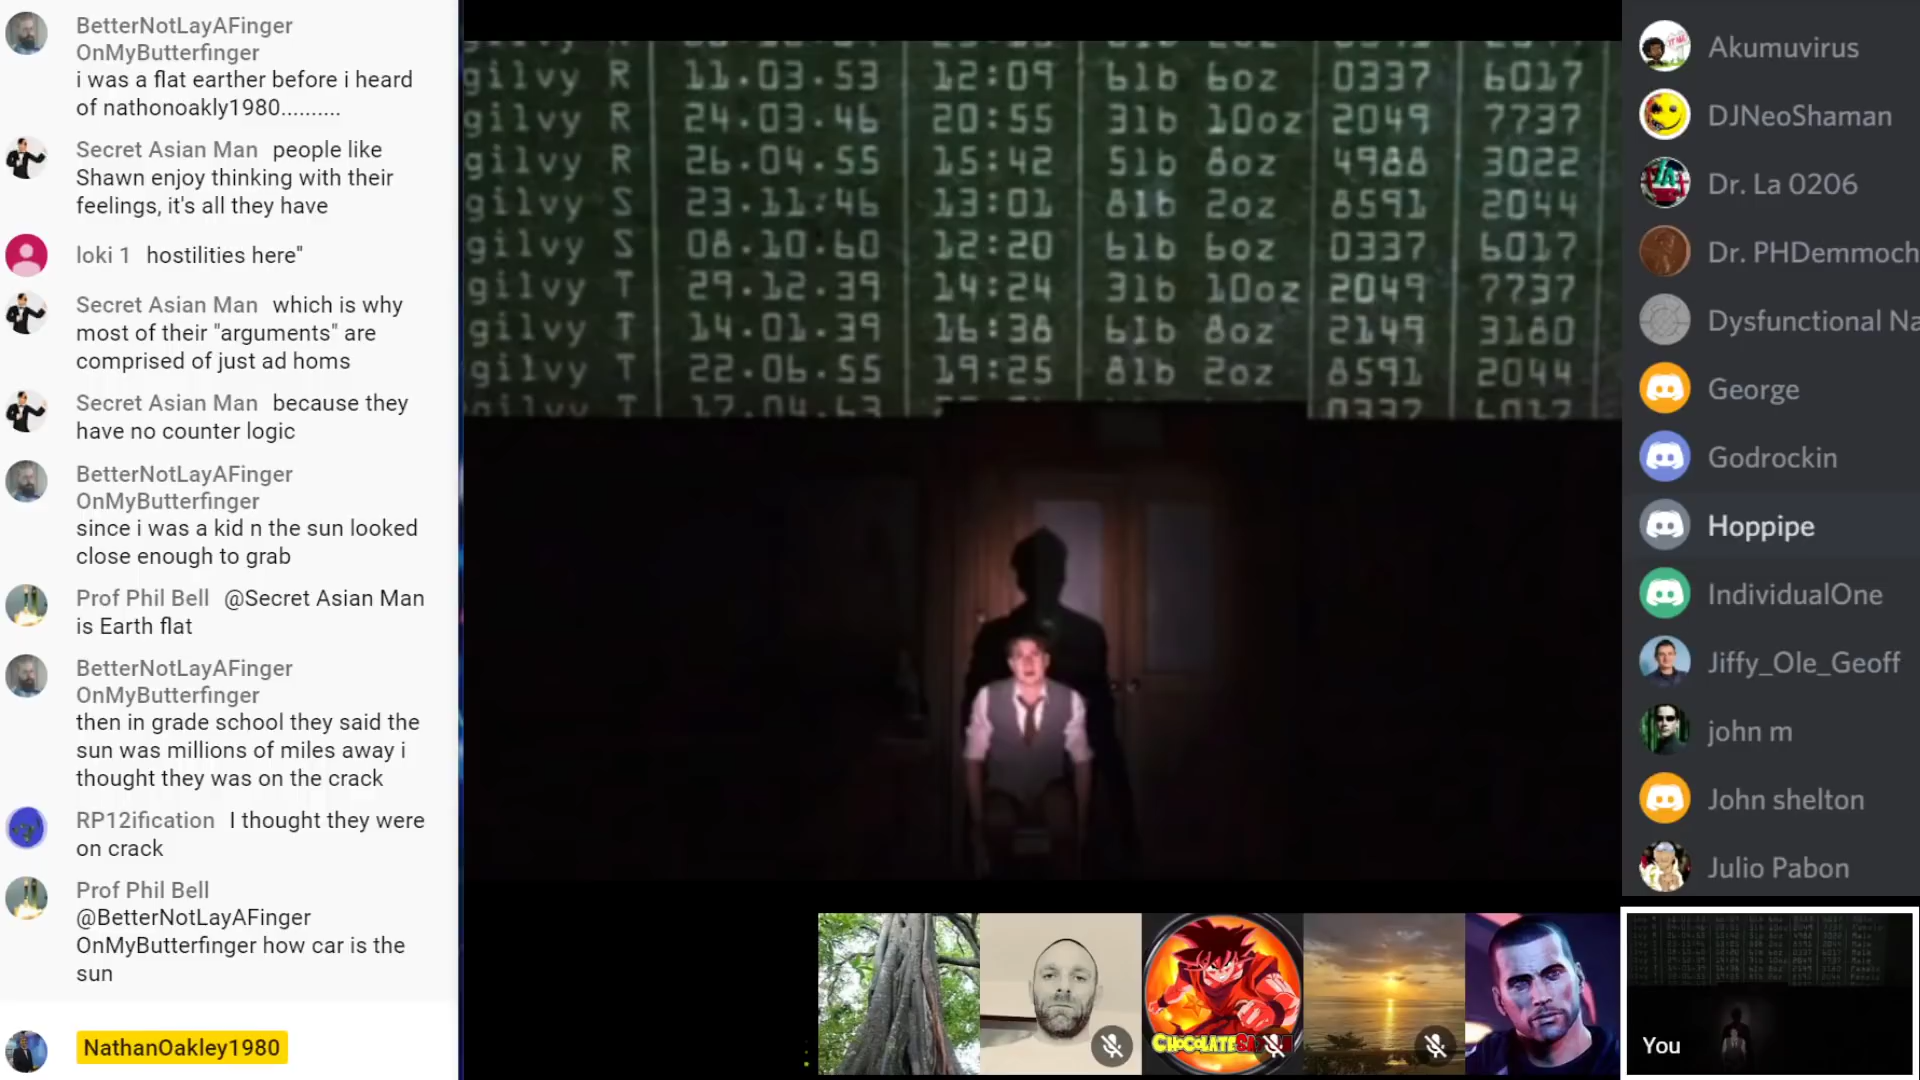 BetterNotLayAFinger
OnMyButterfinger
i was a flat earther before i heard
of nathonoakly1980..........
Secret Asian Man people like
Shawn enjoy thinking with their
feelings, it's all they have
loki 1 hostilities here"
Secret Asian Man which is why
most of their "arguments" are
comprised of just ad homs
Secret Asian Man because they
have no counter logic
BetterNotLayAFinger
OnMyButterfinger
since i was a kid n the sun looked
close enough to grab
Prof Phil Bell @Secret Asian Man
is Earth flat
BetterNotLayAFinger
OnMyButterfinger
then in grade school they said the
sun was millions of miles away i
thought they was on the crack
RP12ification I thought they were
on crack
Prof Phil Bell
@BetterNotLayAFinger
OnMyButterfinger how car is the
sun
NathanOakley1980
gilvy R 11.03.53 12:09 6lb 6oz 0337 6017
gilvy R 24.03.46 20:55 3lb 10oz 2049 7737
gilvy R 26.04.55 15:42 5lb 8oz 4988 3022
gilvy S 23.11.46 13:01 8lb 2oz 8591 2044
gilvy S 08.10.60 12:20 6lb 6oz 0337 6017
gilvy T 29.12.39 14:24 3lb 10oz 2049 7737
gilvy T 14.01.39 16:38 6lb 8oz 2149 3180
gilvy T 22.06.55 19:25 8lb 2oz 8591 2044
gilvy T 17.04.63 0337 6017
Akumuvirus
DJNeoShaman
Dr. La 0206
Dr. PHDemmoch
Dysfunctional Na
George
Godrockin
Hoppipe
IndividualOne
Jiffy_Ole_Geoff
john m
John shelton
Julio Pabon
You